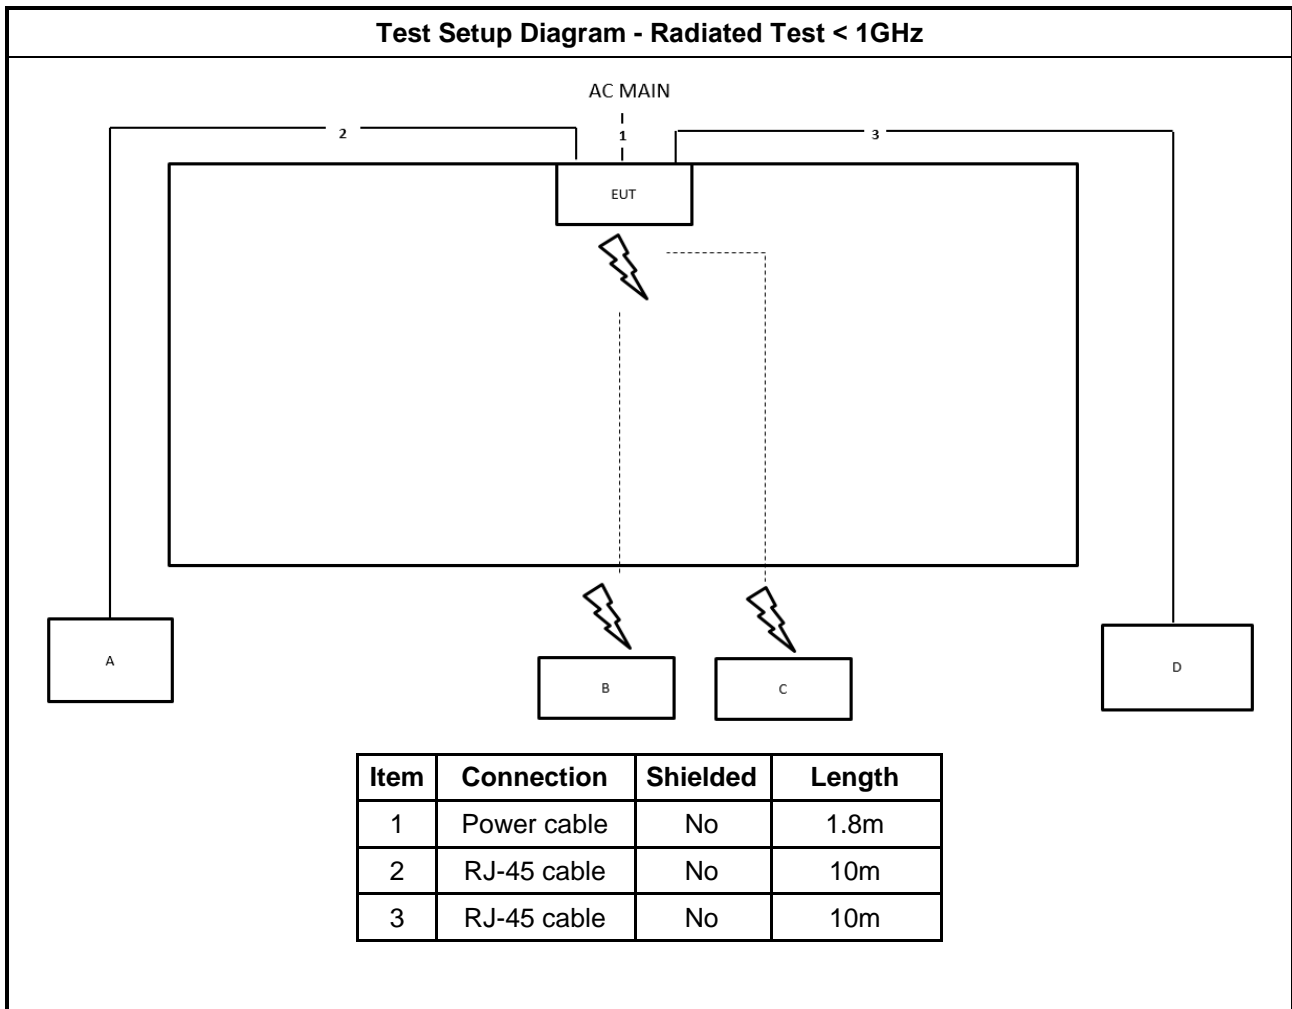 Test Setup Diagram - Radiated Test < 1GHz
AC MAIN
1
2
3
EUT
A
B
C
D
Item Connection Shielded Length
1 Power cable No 1.8m
2 RJ-45 cable No 10m
3 RJ-45 cable No 10m